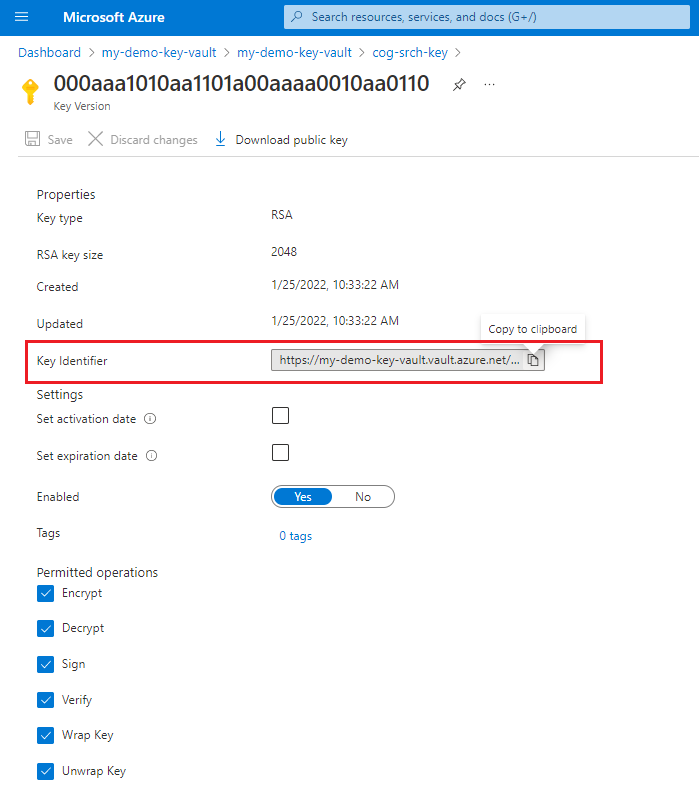 Microsoft Azure
Search resources, services, and docs (G+/)
Dashboard > my-demo-key-vault > my-demo-key-vault > cog-srch-key >
000aaa1010aa1101a00aaaa0010aa0110
...
Key Version
Save Discard changes Download public key
Properties
Key type RSA
RSA key size 2048
Created 1/25/2022, 10:33:22 AM
Updated 1/25/2022, 10:33:22 AM
Copy to clipboard
Key Identifier https://my-demo-key-vault.vault.azure.net/...
Settings
Set activation date
Set expiration date
Enabled Yes No
Tags 0 tags
Permitted operations
Encrypt
Decrypt
Sign
Verify
Wrap Key
Unwrap Key